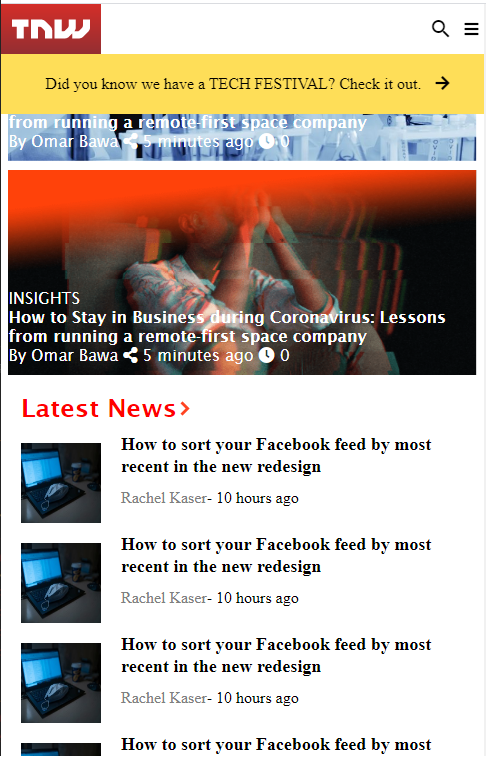 TNW
Did you know we have a TECH FESTIVAL? Check it out.
from running a remote-first space company
By Omar Bawa 5 minutes ago 0
INSIGHTS
How to Stay in Business during Coronavirus: Lessons
from running a remote-first space company
By Omar Bawa 5 minutes ago 0
Latest News
How to sort your Facebook feed by most
recent in the new redesign
Rachel Kaser- 10 hours ago
How to sort your Facebook feed by most
recent in the new redesign
Rachel Kaser- 10 hours ago
How to sort your Facebook feed by most
recent in the new redesign
Rachel Kaser- 10 hours ago
How to sort your Facebook feed by most